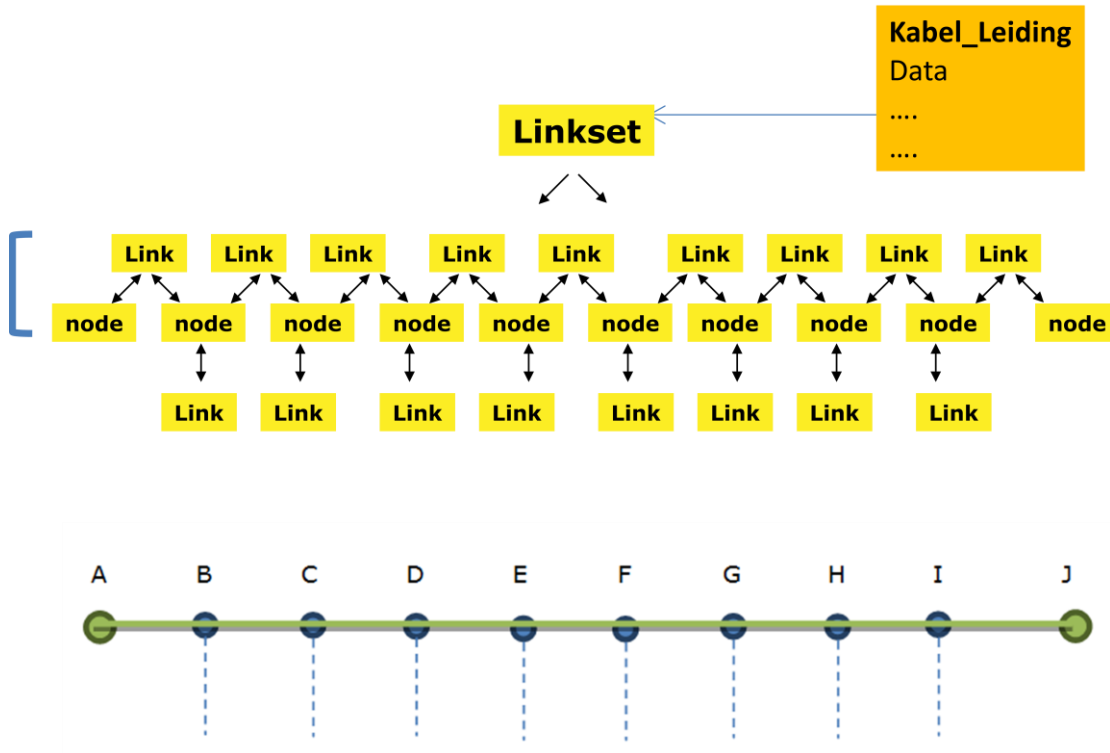 Kabel_Leiding
Data
....
....
Linkset
Link Link Link Link Link Link Link Link Link
node node node node node node node node node node
Link Link Link Link Link Link Link Link
A B C D E F G H I J